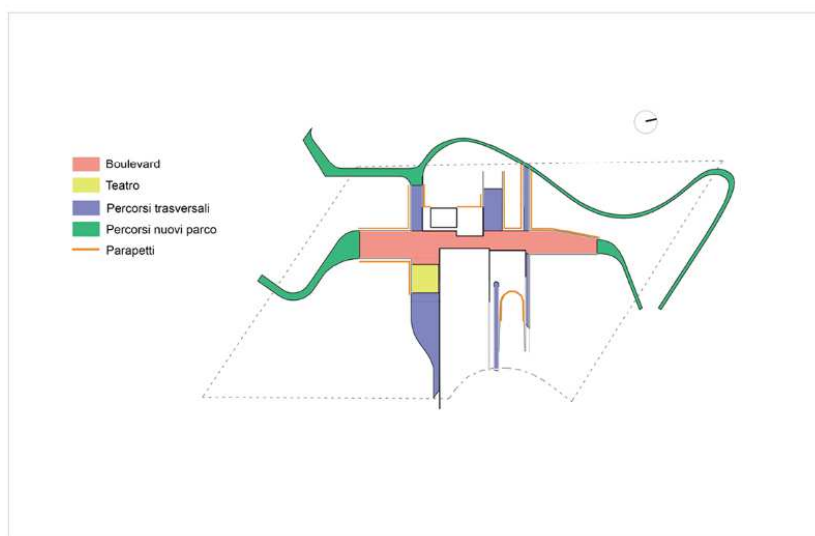 Boulevard
Teatro
Percorsi trasversali
Percorsi nuovi parco
Parapetti